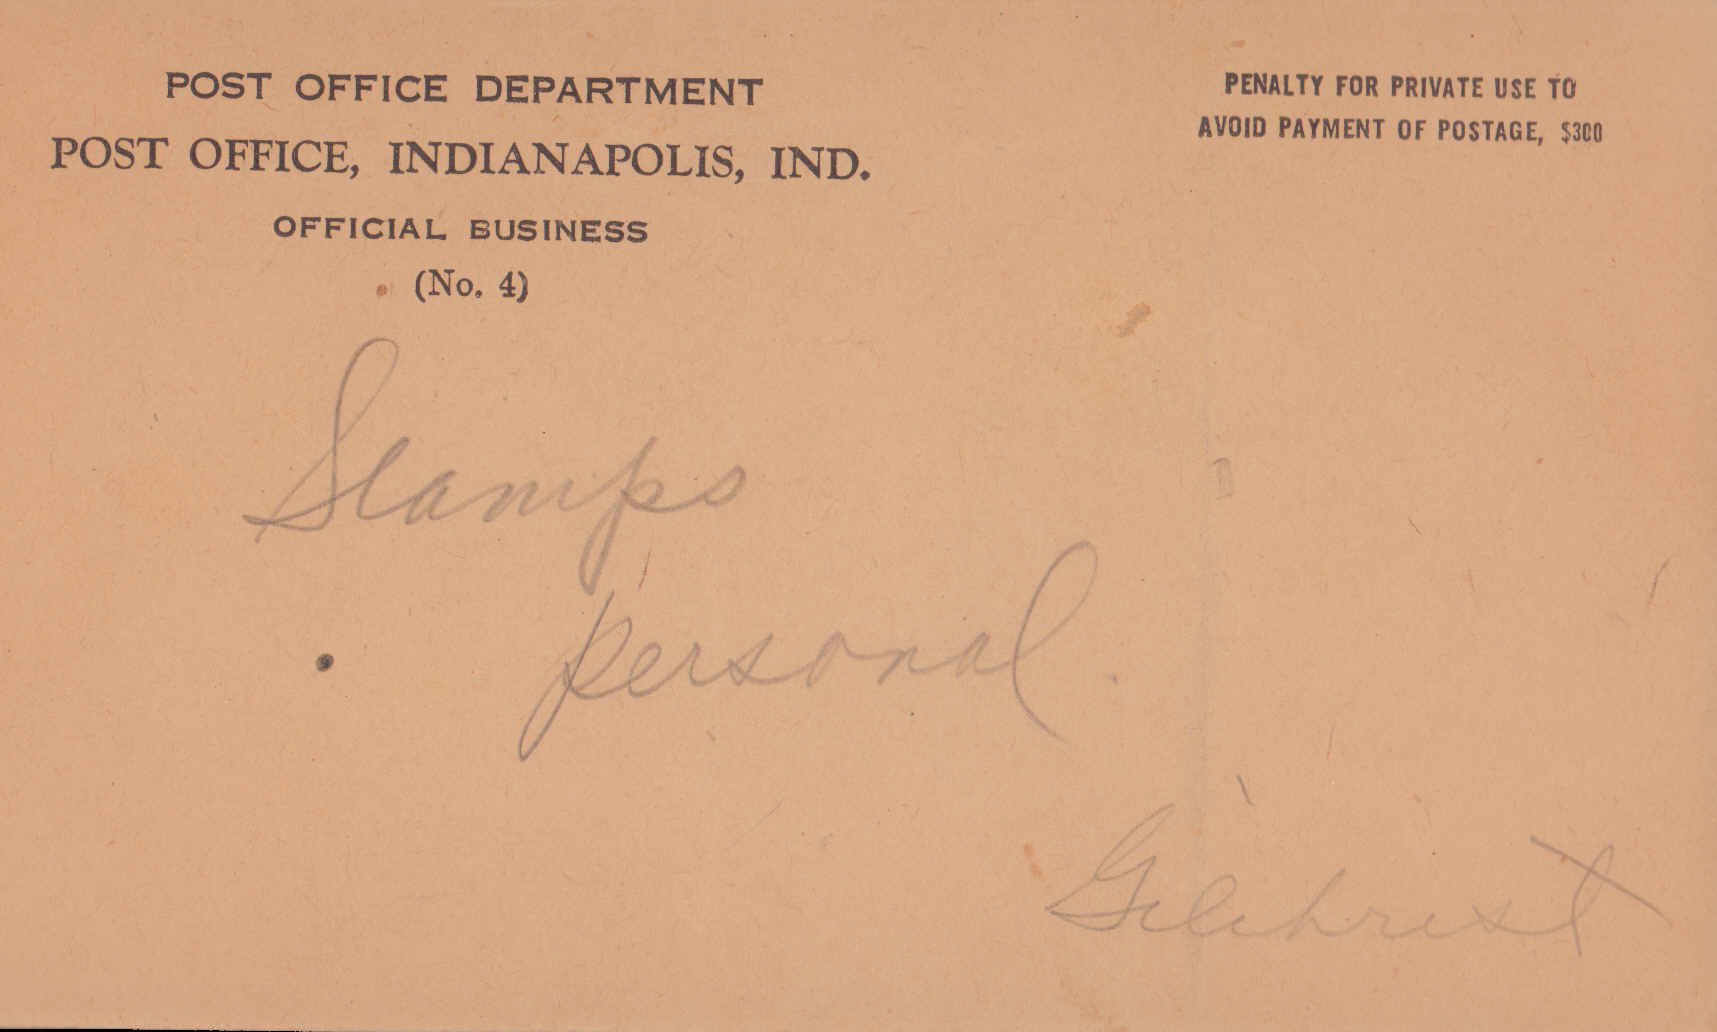 POST OFFICE DEPARTMENT
POST OFFICE, INDIANAPOLIS, IND.
OFFICIAL BUSINESS
(No. 4)
PENALTY FOR PRIVATE USE TO
AVOID PAYMENT OF POSTAGE, $300
Stamps
personal.
Gilchrist